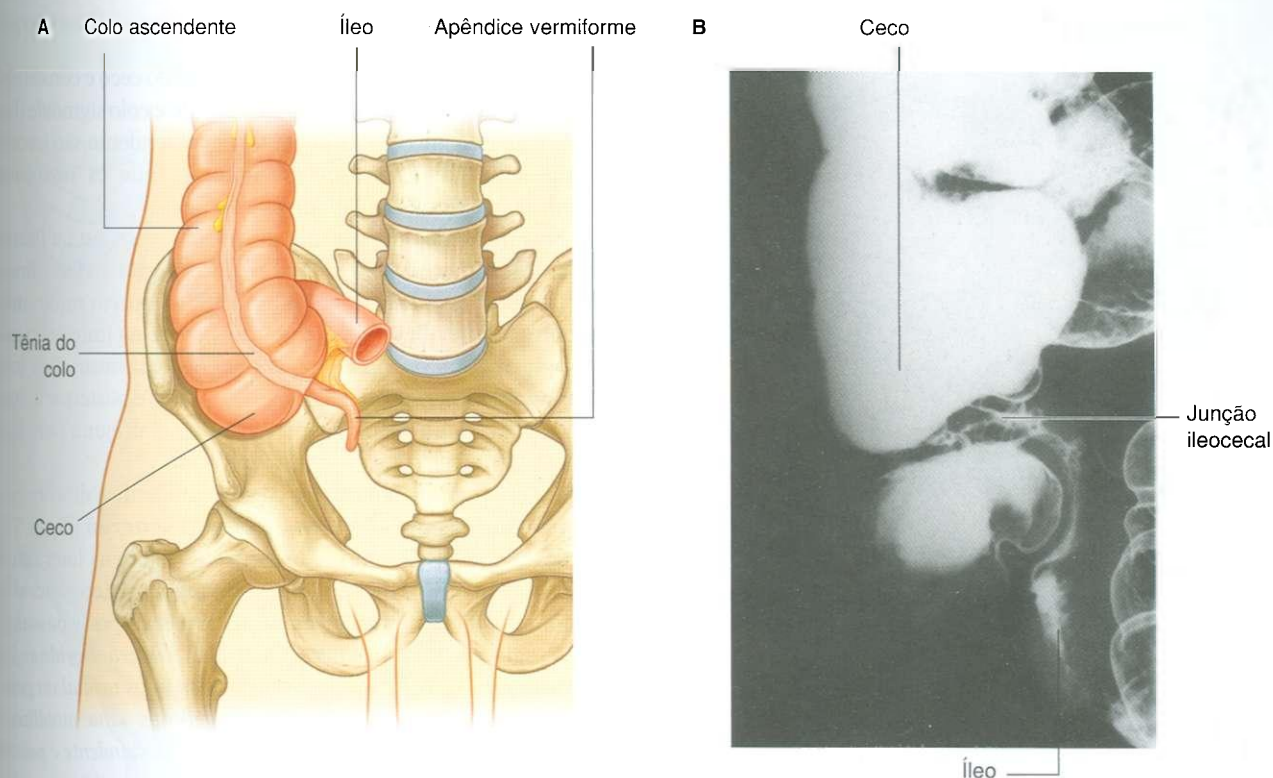 A
Colo ascendente
Íleo
Apêndice vermiforme
Tênia do
colo
Ceco
B
Ceco
Junção
ileocecal
Íleo